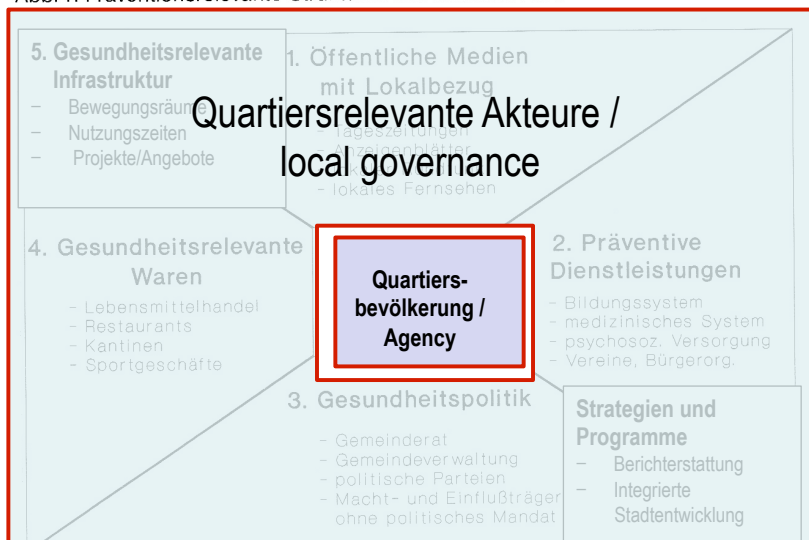 Abb. 1: Präventionsrelevante
5. Gesundheitsrelevante
Infrastruktur
– Bewegungsräume
– Nutzungszeiten
– Projekte/Angebote
1. Öffentliche Medien
mit Lokalbezug
Quartiersrelevante Akteure /
local governance
- Tageszeitungen
- Anzeigenblätter
- lokales Fernsehen
4. Gesundheitsrelevante
Waren
- Lebensmittelhandel
- Restaurants
- Kantinen
- Sportgeschäfte
Quartiers-
bevölkerung /
Agency
2. Präventive
Dienstleistungen
- Bildungssystem
- medizinisches System
- psychosoz. Versorgung
- Vereine, Bürgerorg.
3. Gesundheitspolitik
- Gemeinderat
- Gemeindeverwaltung
- politische Parteien
- Macht- und Einflußträger
ohne politisches Mandat
Strategien und
Programme
– Berichterstattung
– Integrierte
Stadtentwicklung